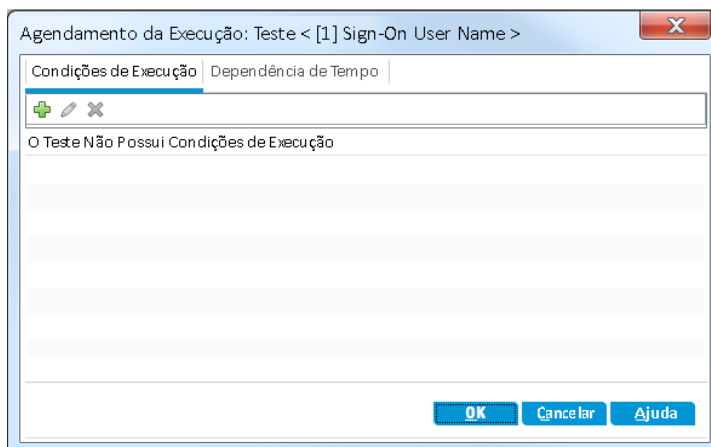 Agendamento da Execução: Teste < [1] Sign-On User Name >
Condições de Execução Dependência de Tempo
O Teste Não Possui Condições de Execução
OK Cancelar Ajuda